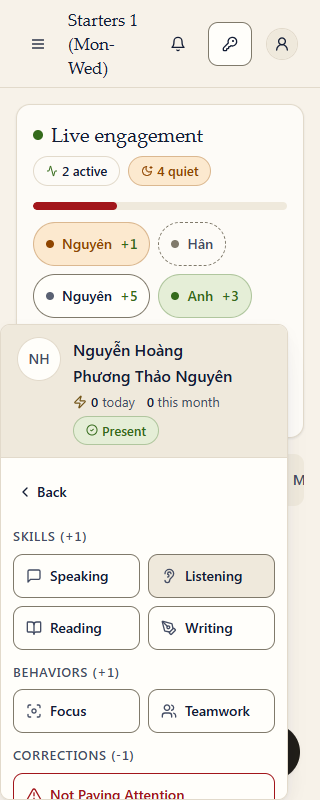 Starters 1
(Mon-
Wed)
Live engagement
2 active
4 quiet
Nguyên +1
Hân
Nguyên +5
Anh +3
NH
Nguyễn Hoàng
Phương Thảo Nguyên
0 today 0 this month
Present
M
Back
SKILLS (+1)
Speaking
Listening
Reading
Writing
BEHAVIORS (+1)
Focus
Teamwork
CORRECTIONS (-1)
Not Paying Attention